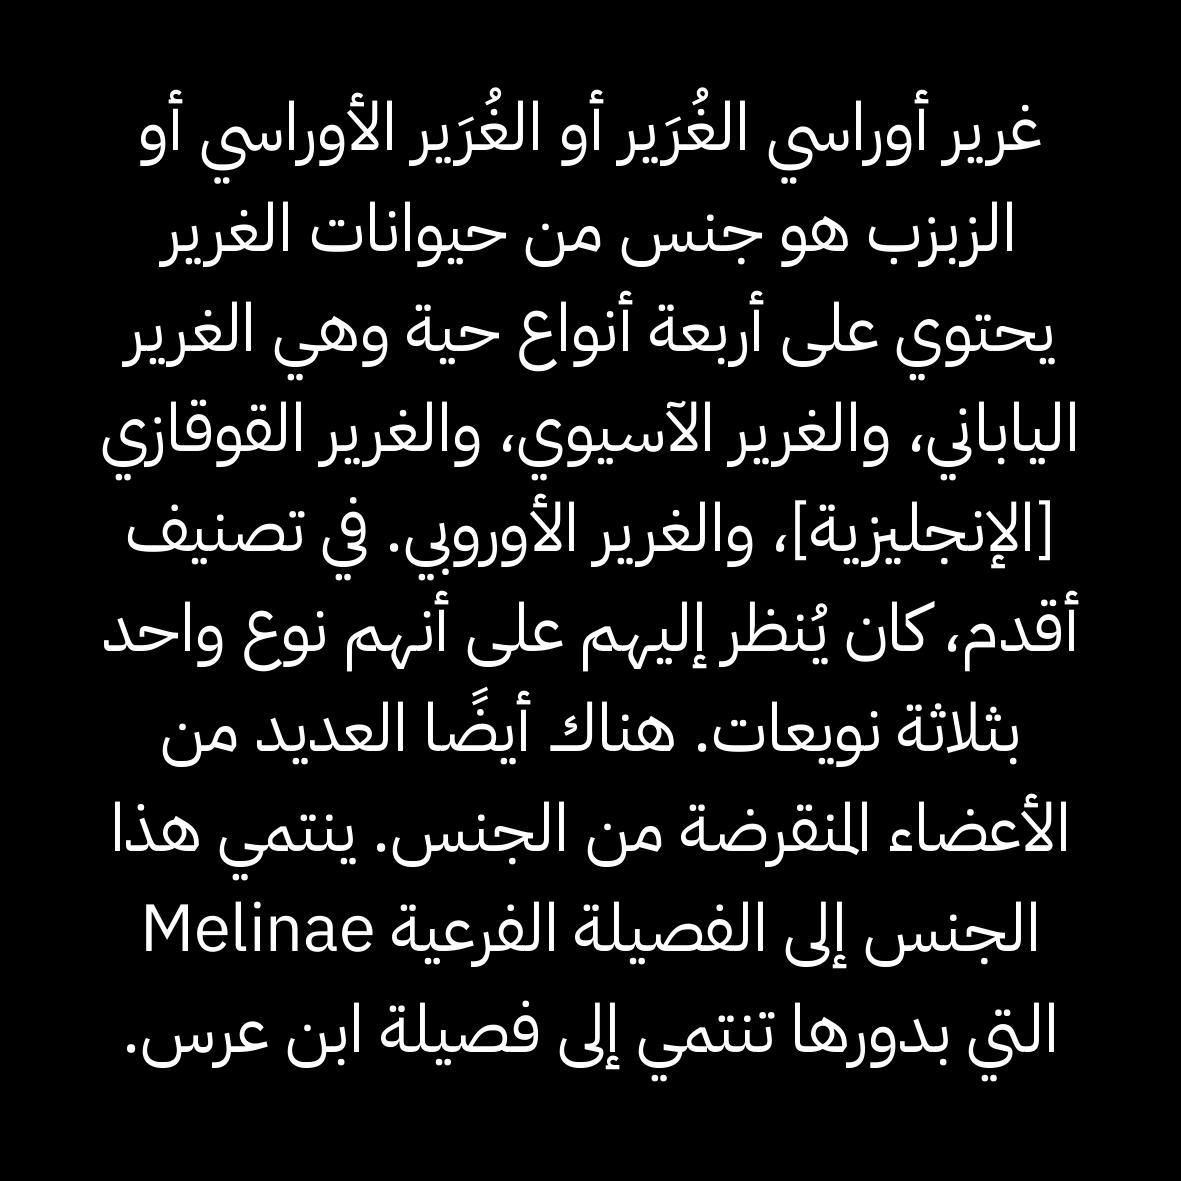 غرير أوراسي الغُرَير أو الغُرَير الأوراسي أو
الزبزب هو جنس من حيوانات الغرير
يحتوي على أربعة أنواع حية وهي الغرير
الياباني، والغرير الآسيوي، والغرير القوقازي
[الإنجليزية]، والغرير الأوروبي. في تصنيف
أقدم، كان يُنظر إليهم على أنهم نوع واحد
بثلاثة نويعات. هناك أيضًا العديد من
الأعضاء المنقرضة من الجنس. ينتمي هذا
الجنس إلى الفصيلة الفرعية Melinae
التي بدورها تنتمي إلى فصيلة ابن عرس.